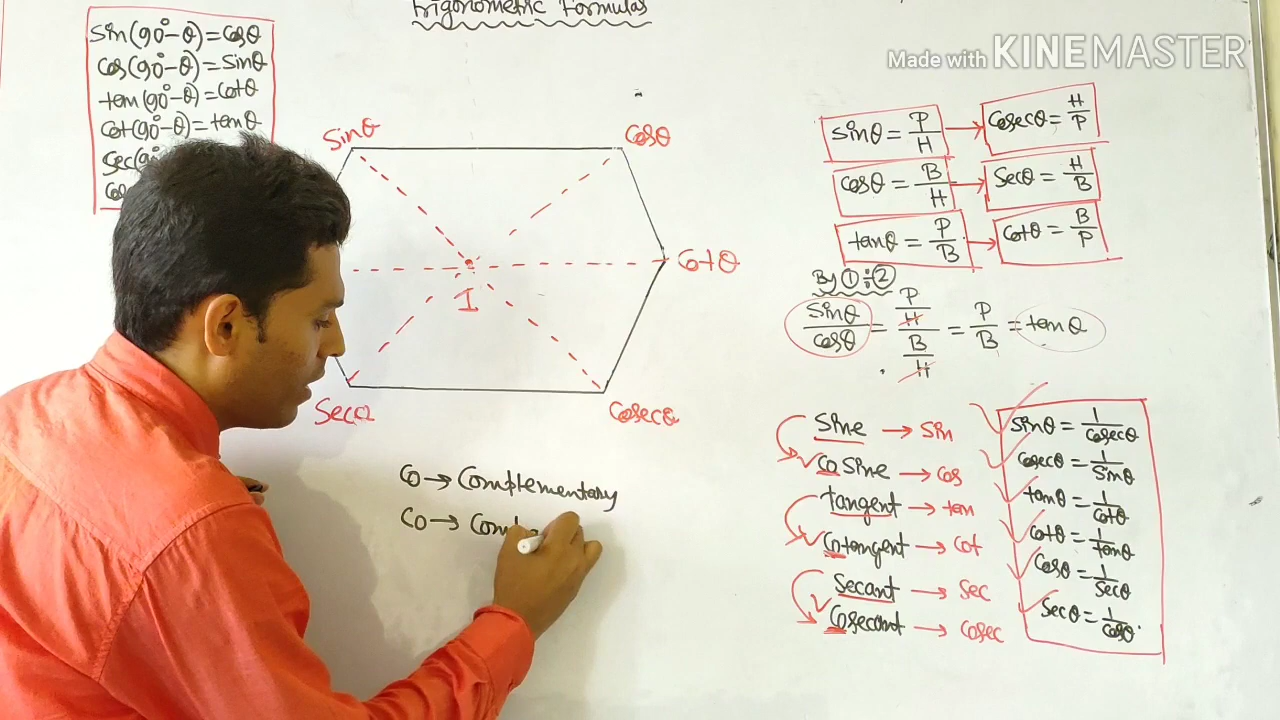 Trigonometric Formulas
Made with KINEMASTER
sin(90°-θ)=cosθ
cos(90°-θ)=sinθ
tan(90°-θ)=cotθ
cot(90°-θ)=tanθ
sec(90°
sinθ
cosθ
cotθ
1
secθ
cosecθ
co → Complementary
co → Com
sinθ = P/H → cosecθ = H/P
cosθ = B/H → secθ = H/B
tanθ = P/B → cotθ = B/P
By ① ÷ ②
sinθ/cosθ = P/H / B/H = P/B = tanθ
Sine → sin
cosine → cos
tangent → tan
cotangent → cot
Secant → sec
cosecant → cosec
sinθ = 1/cosecθ
cosecθ = 1/sinθ
tanθ = 1/cotθ
cotθ = 1/tanθ
cosθ = 1/secθ
secθ = 1/cosθ